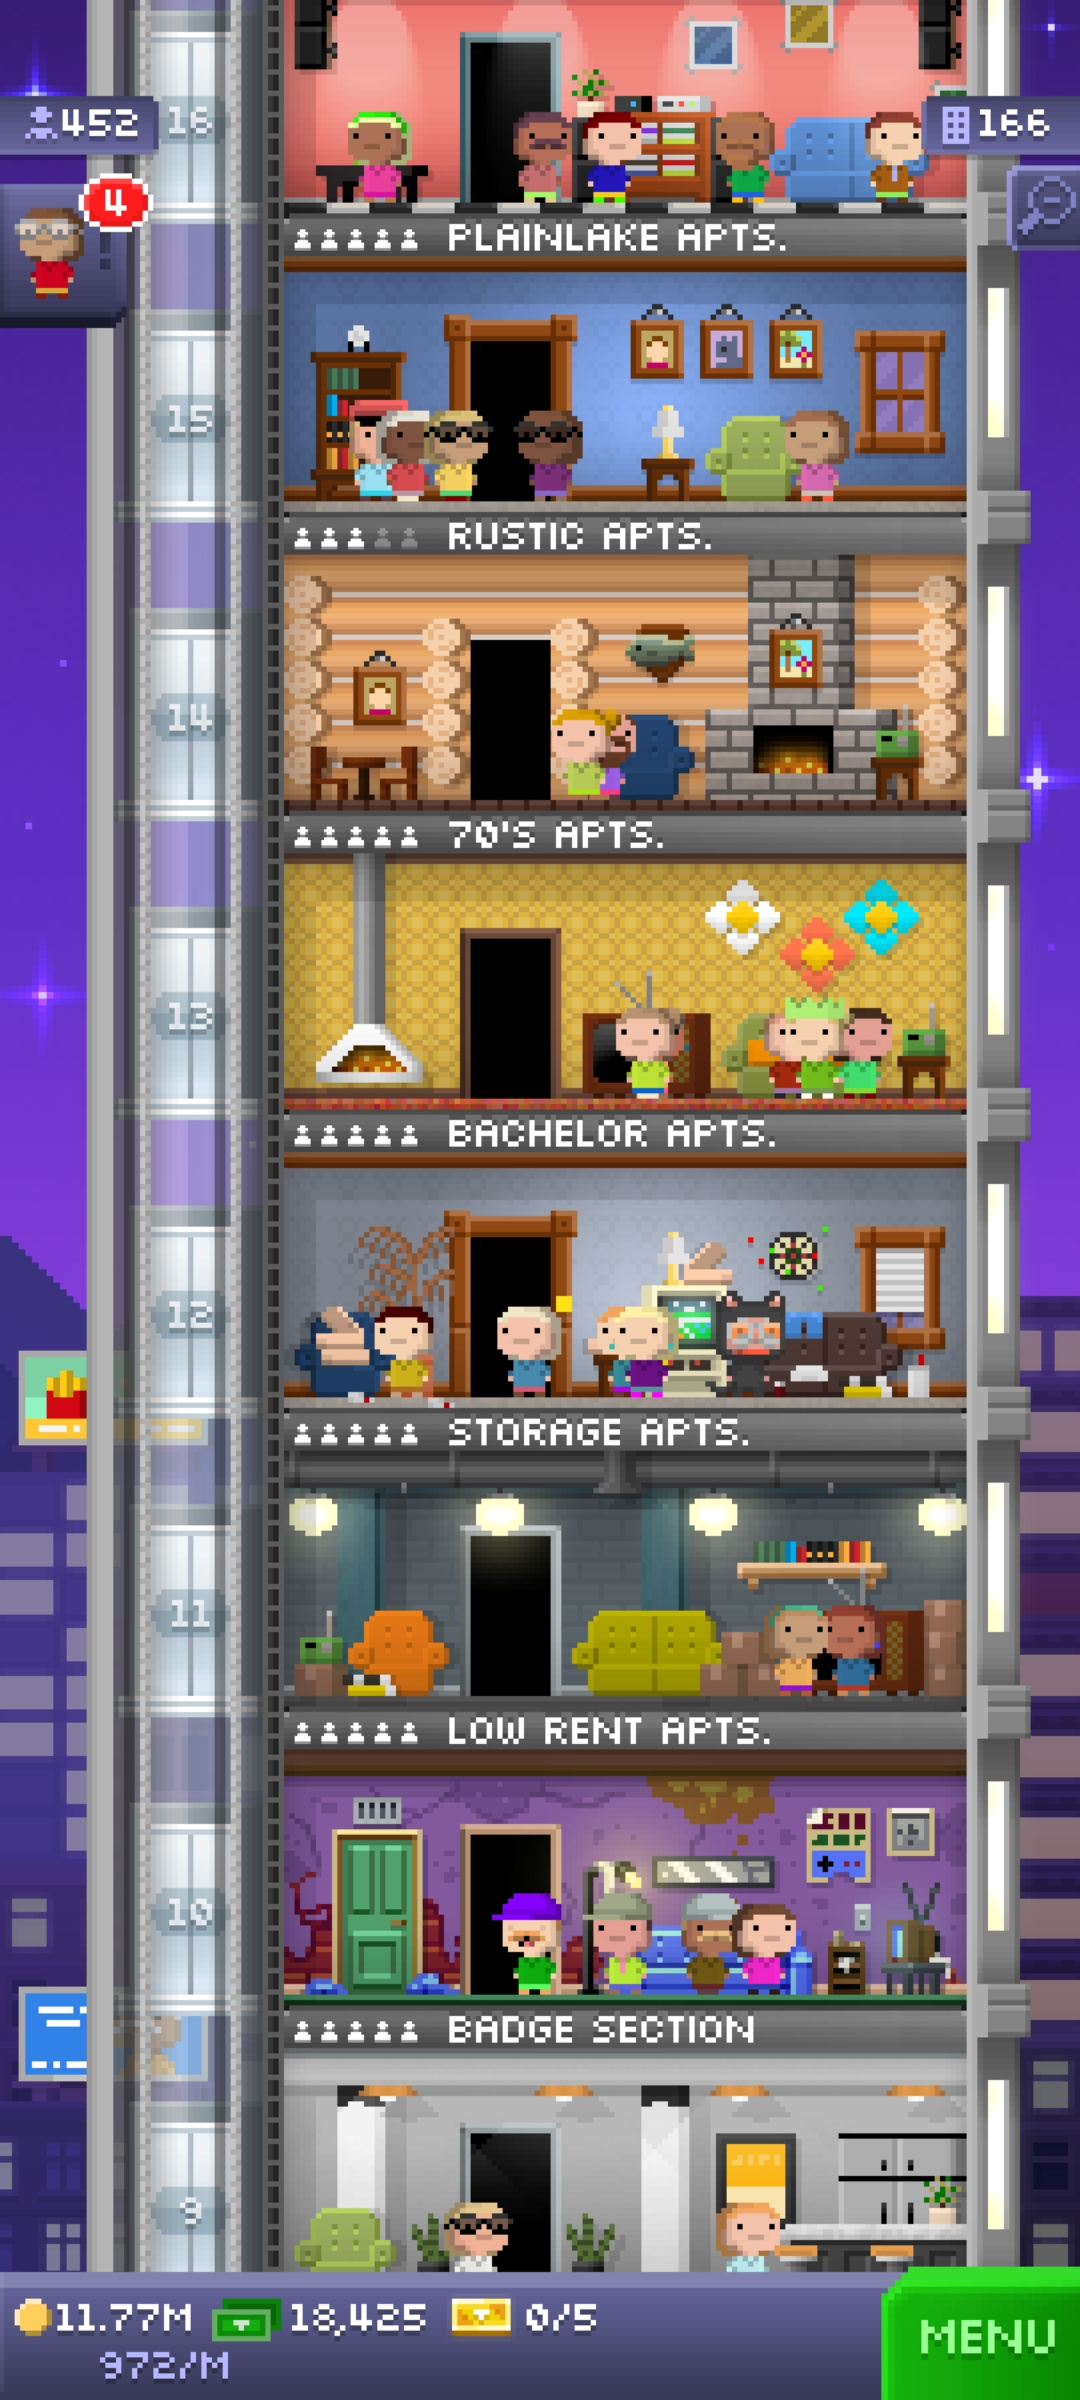 452
16
166
4
PLAINLAKE APTS.
15
RUSTIC APTS.
14
70'S APTS.
13
BACHELOR APTS.
12
STORAGE APTS.
11
LOW RENT APTS.
10
BADGE SECTION
9
11.77M 18,425 0/5
972/M
MENU